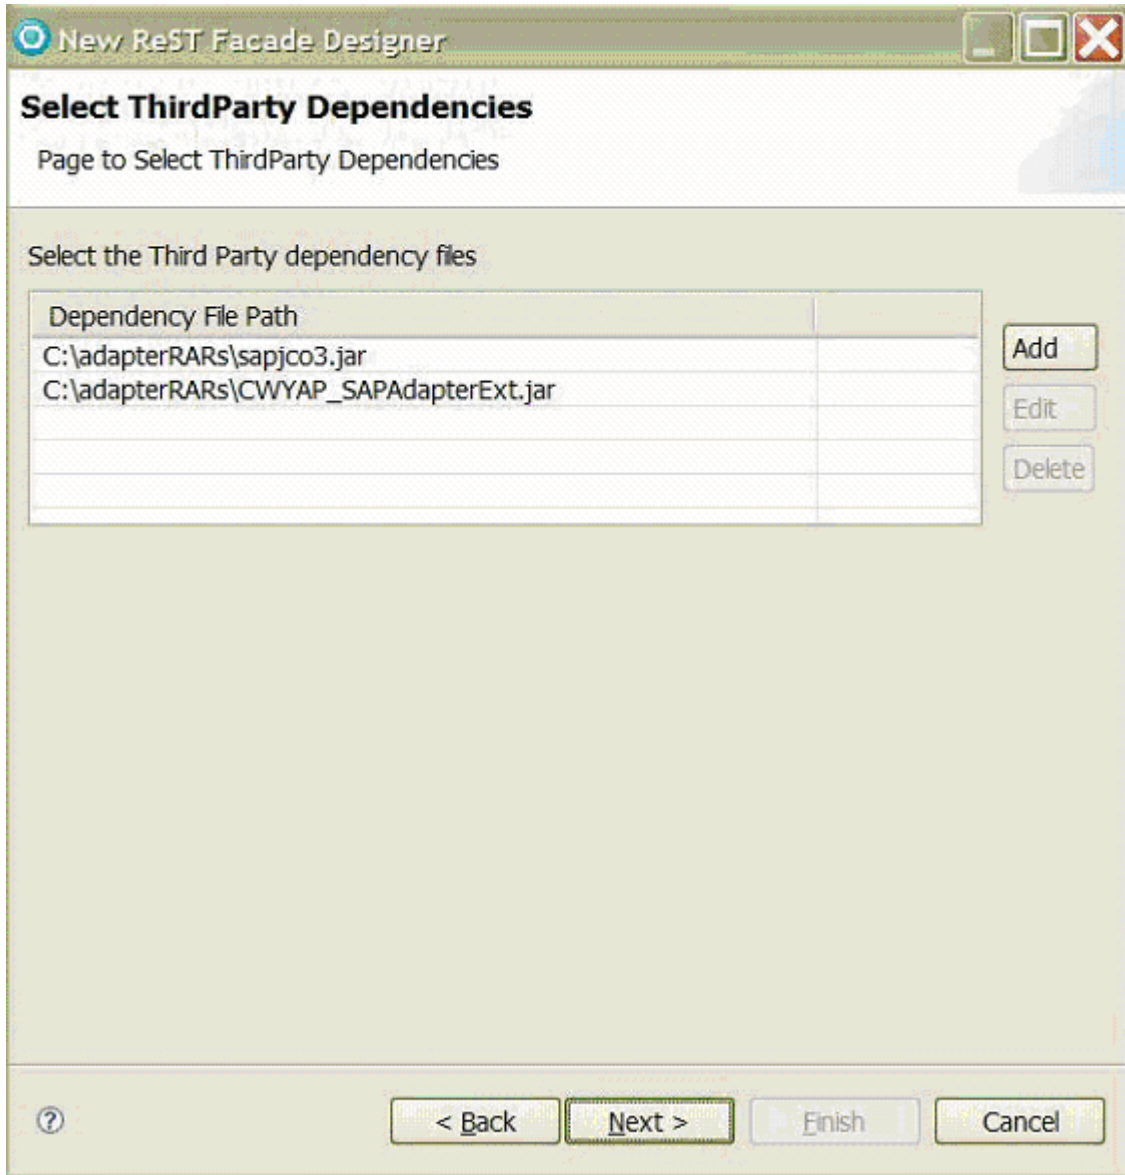 New ReST Facade Designer
Select ThirdParty Dependencies
Page to Select ThirdParty Dependencies
Select the Third Party dependency files
Dependency File Path
C:\adapterRARs\sapjco3.jar
C:\adapterRARs\CWYAP_SAPAdapterExt.jar
Add
Edit
Delete
?
< Back
Next >
Finish
Cancel